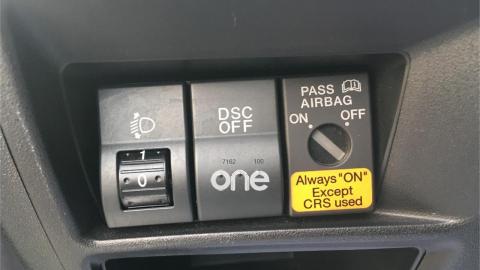 1
0
DSC
OFF
7162 100
one
PASS
AIRBAG
ON OFF
Always "ON"
Except
CRS used